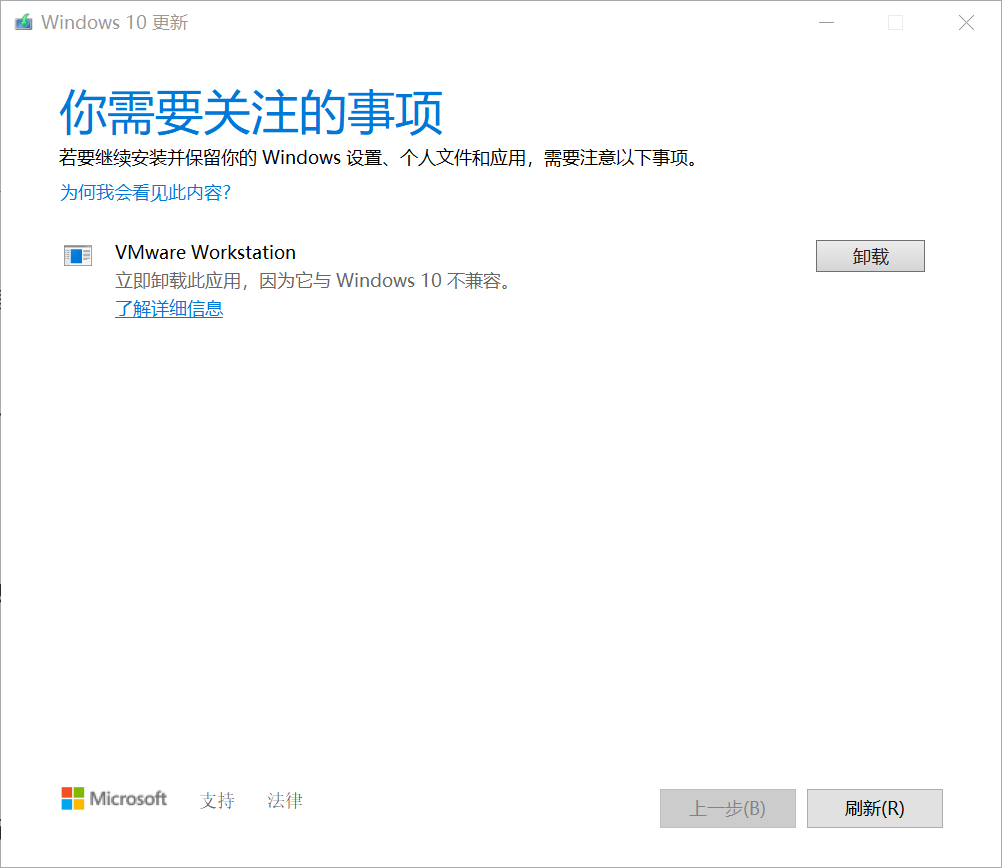 Windows 10 更新
你需要关注的事项
若要继续安装并保留你的 Windows 设置、个人文件和应用，需要注意以下事项。
为何我会看见此内容?
VMware Workstation
卸载
立即卸载此应用，因为它与 Windows 10 不兼容。
了解详细信息
Microsoft 支持 法律
上一步(B) 刷新(R)